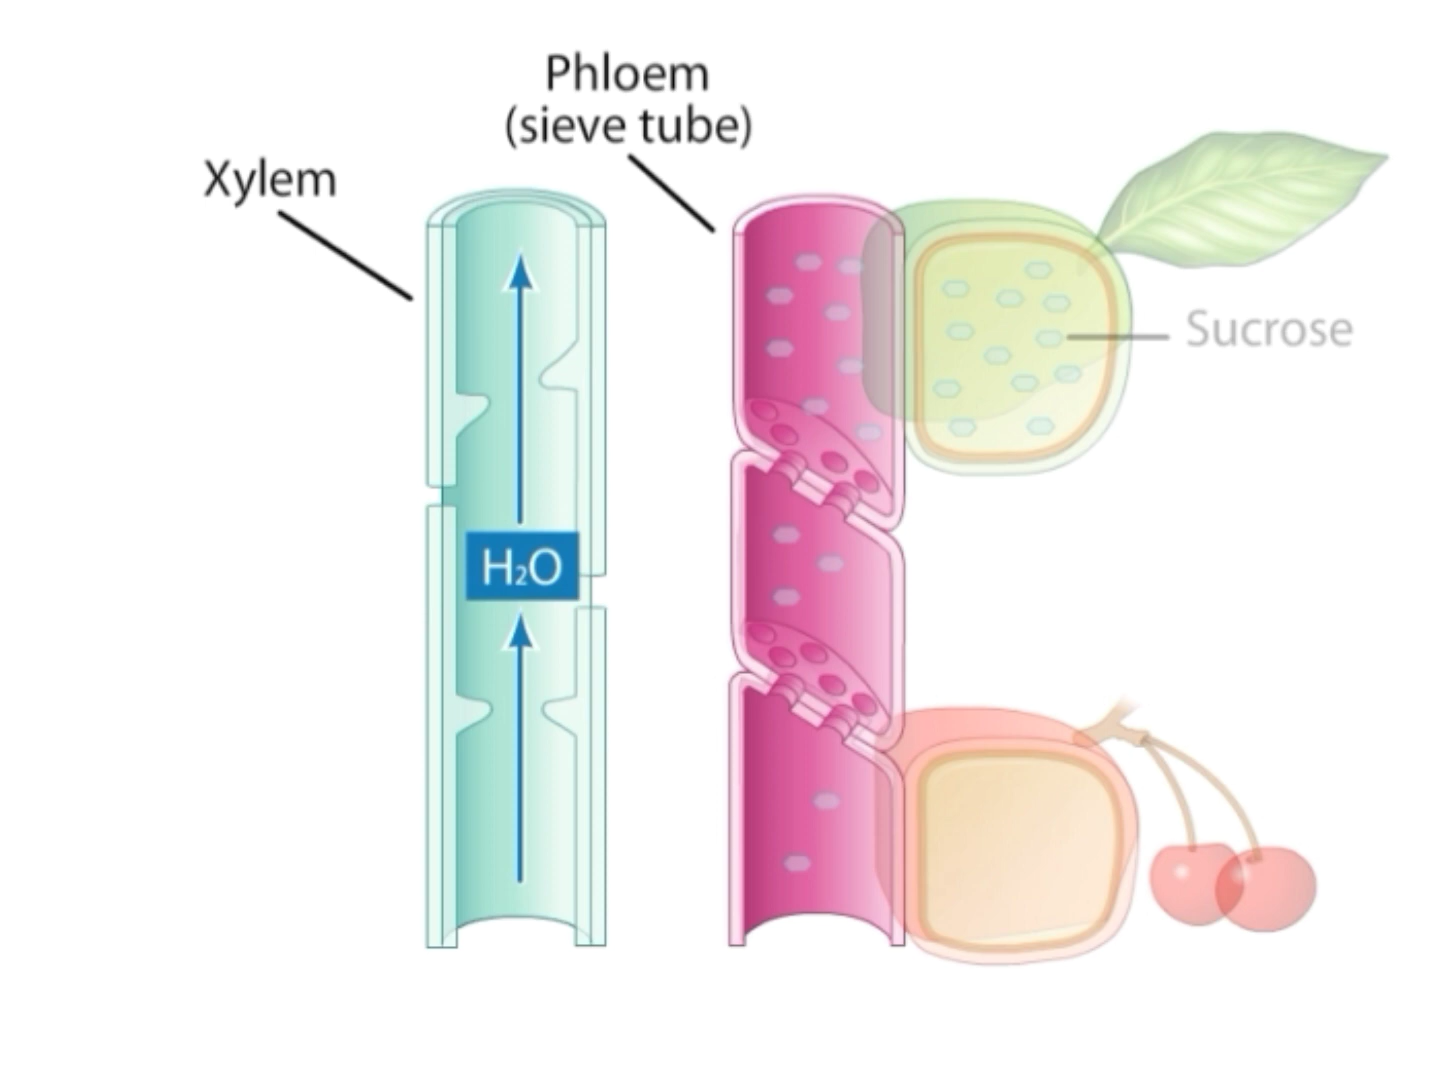 Phloem
(sieve tube)
Xylem
Sucrose
H₂O